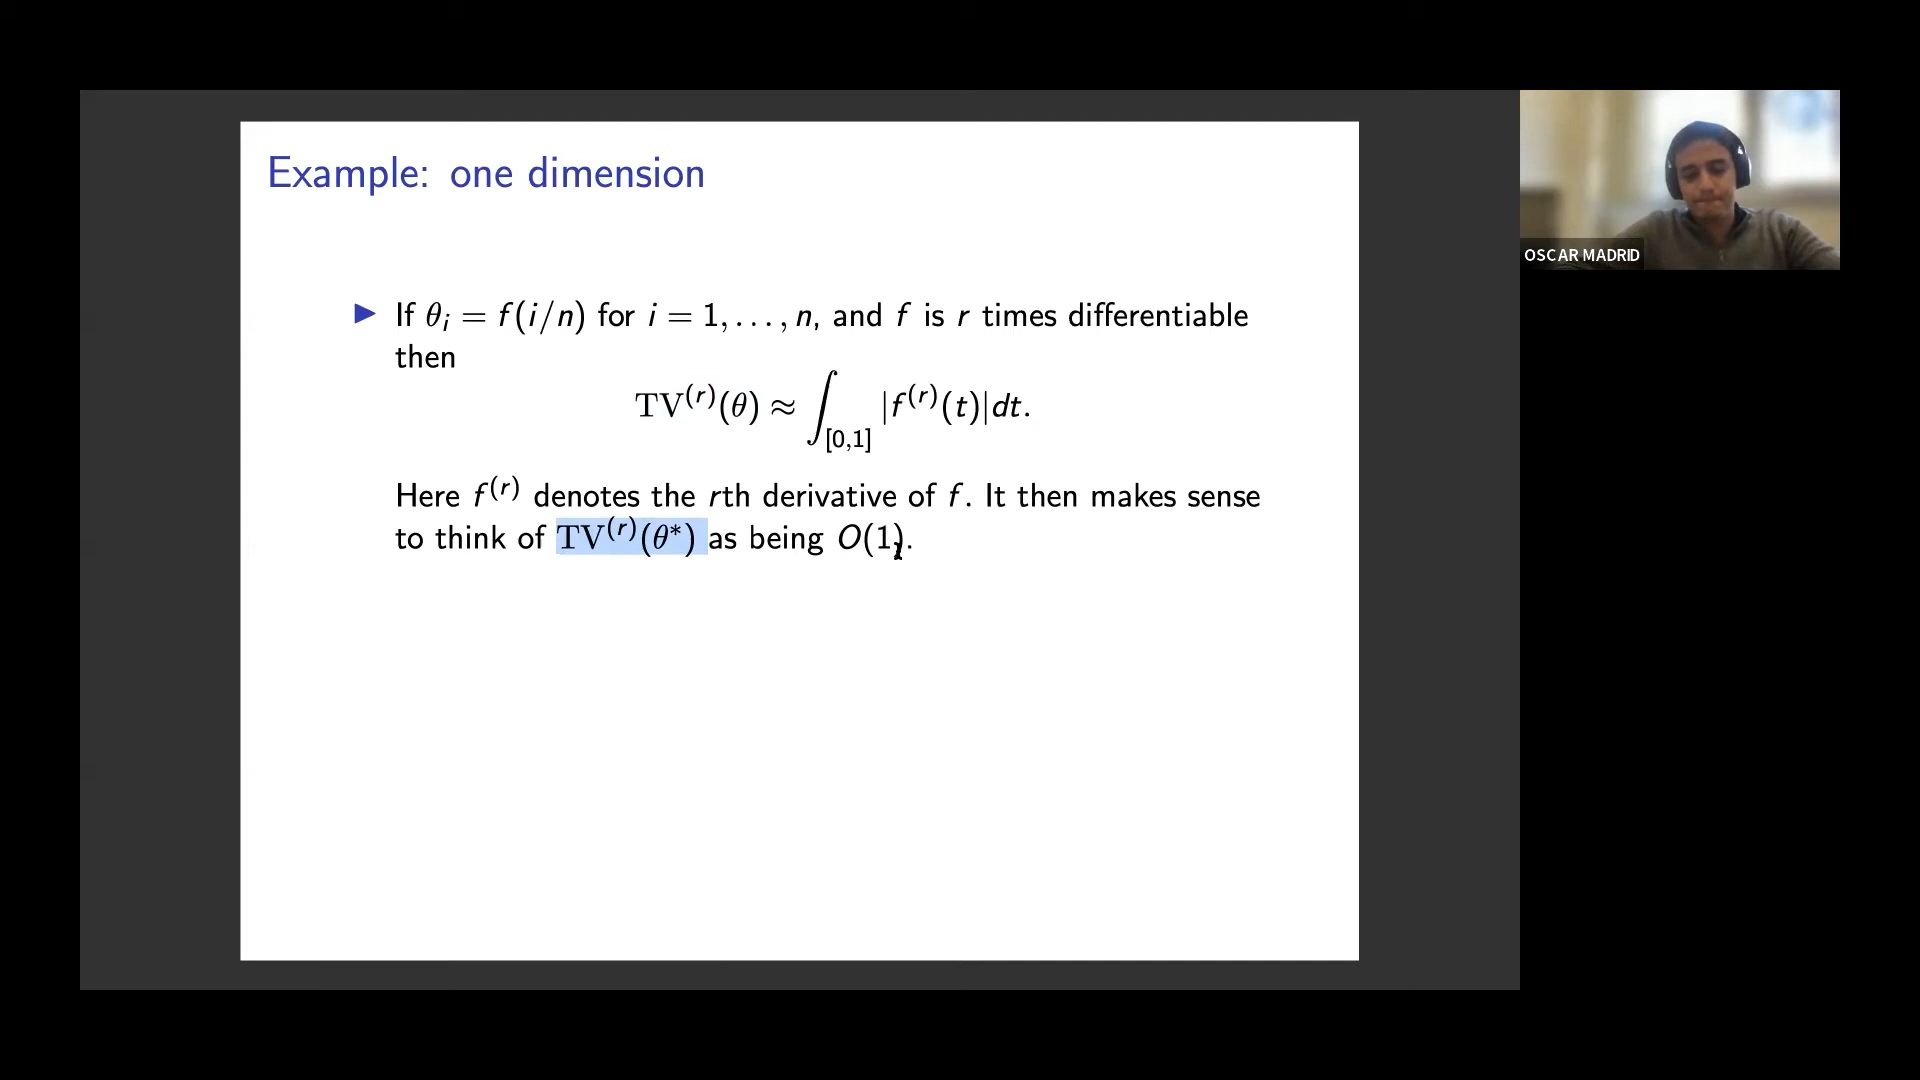 Example: one dimension
OSCAR MADRID
▶ If θᵢ = f(i/n) for i = 1, . . . , n, and f is r times differentiable
then
TV⁽ʳ⁾(θ) ≈ ∫_[0,1] |f⁽ʳ⁾(t)|dt.
Here f⁽ʳ⁾ denotes the rth derivative of f. It then makes sense
to think of TV⁽ʳ⁾(θ*) as being O(1).